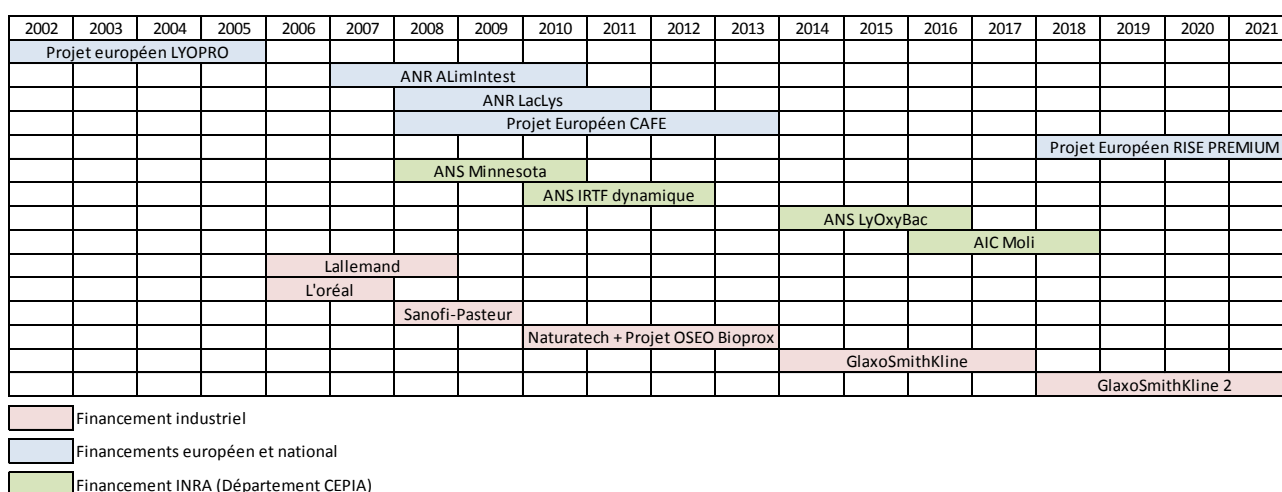 2002 2003 2004 2005 2006 2007 2008 2009 2010 2011 2012 2013 2014 2015 2016 2017 2018 2019 2020 2021
Projet européen LYOPRO
ANR ALimIntest
ANR LacLys
Projet Européen CAFE
Projet Européen RISE PREMIUM
ANS Minnesota
ANS IRTF dynamique
ANS LyOxyBac
AIC Moli
Lallemand
L'oréal
Sanofi-Pasteur
Naturatech + Projet OSEO Bioprox
GlaxoSmithKline
GlaxoSmithKline 2
Financement industriel
Financements européen et national
Financement INRA (Département CEPIA)